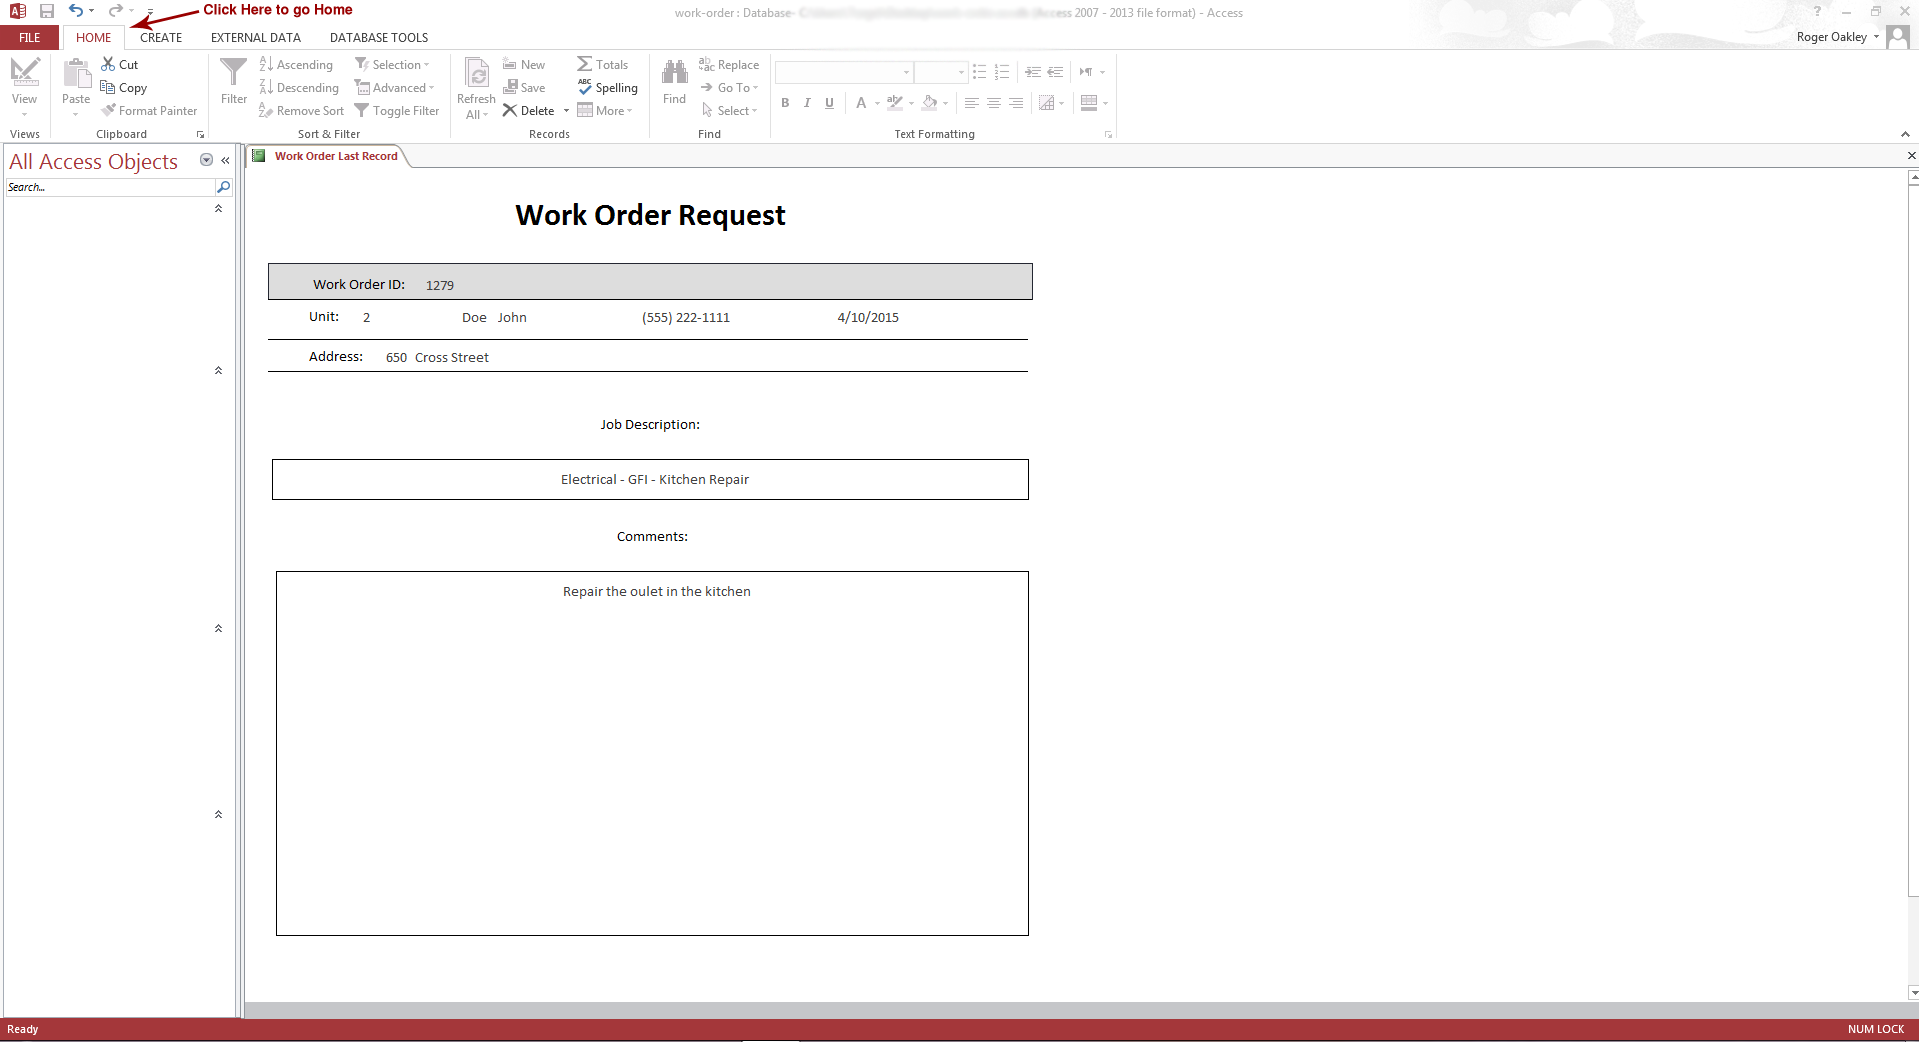 Click Here to go Home
work-order : Database- 2007 - 2013 file format) - Access
FILE HOME CREATE EXTERNAL DATA DATABASE TOOLS
Roger Oakley
View
Views
Paste
Cut
Copy
Format Painter
Clipboard
Filter
Ascending
Descending
Remove Sort
Selection
Advanced
Toggle Filter
Sort & Filter
Refresh
All
New
Save
Delete
Totals
ABC
Spelling
More
Records
Find
Replace
Go To
Select
Find
B I U A
Text Formatting
All Access Objects
Search...
Work Order Last Record
Work Order Request
Work Order ID: 1279
Unit: 2 Doe John (555) 222-1111 4/10/2015
Address: 650 Cross Street
Job Description:
Electrical - GFI - Kitchen Repair
Comments:
Repair the oulet in the kitchen
Ready
NUM LOCK